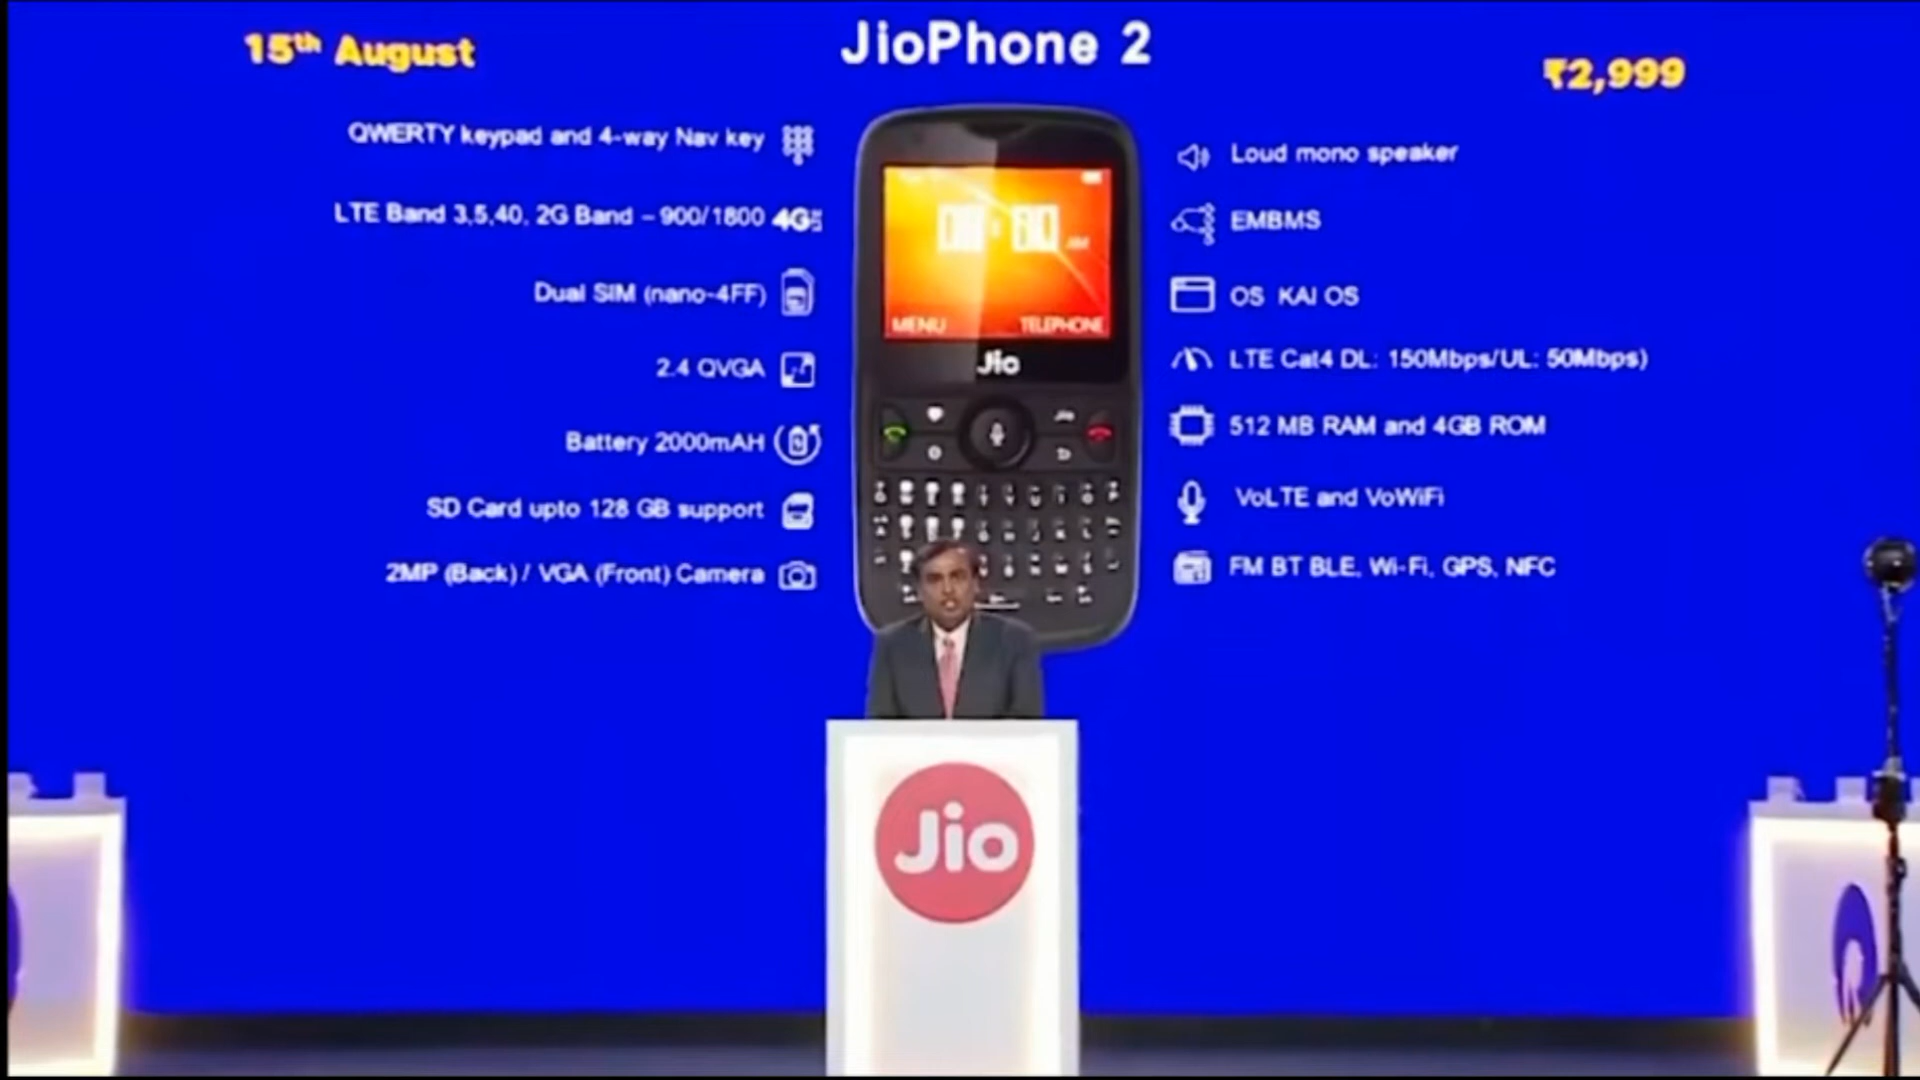 JioPhone 2
15th August
₹2,999
QWERTY keypad and 4-way Nav key
LTE Band 3,5,40, 2G Band – 900/1800 4G
Dual SIM (nano-4FF)
2.4 QVGA
Battery 2000mAH
SD Card upto 128 GB support
2MP (Back) / VGA (Front) Camera
MENU TELEPHONE
Jio
Loud mono speaker
EMBMS
OS KAI OS
LTE Cat4 DL: 150Mbps/UL: 50Mbps)
512 MB RAM and 4GB ROM
VoLTE and VoWiFi
FM BT BLE, Wi-Fi, GPS, NFC
Jio